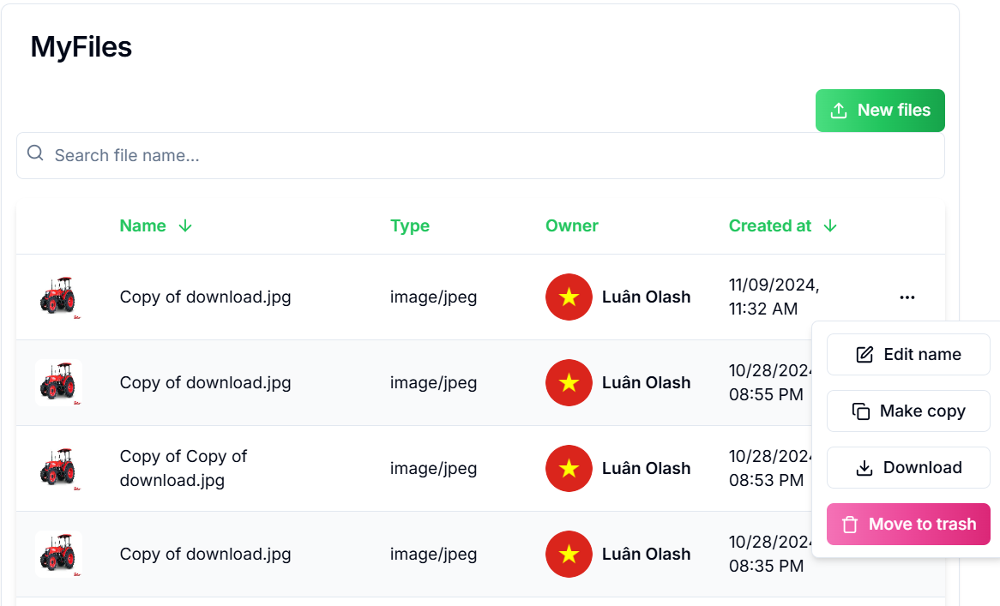 MyFiles
New files
Search file name...
Name Type Owner Created at
Copy of download.jpg image/jpeg Luân Olash 11/09/2024,
11:32 AM
Edit name
Copy of download.jpg image/jpeg Luân Olash 10/28/2024
08:55 PM
Make copy
Copy of Copy of
download.jpg image/jpeg Luân Olash 10/28/2024
08:53 PM
Download
Move to trash
Copy of download.jpg image/jpeg Luân Olash 10/28/2024
08:35 PM